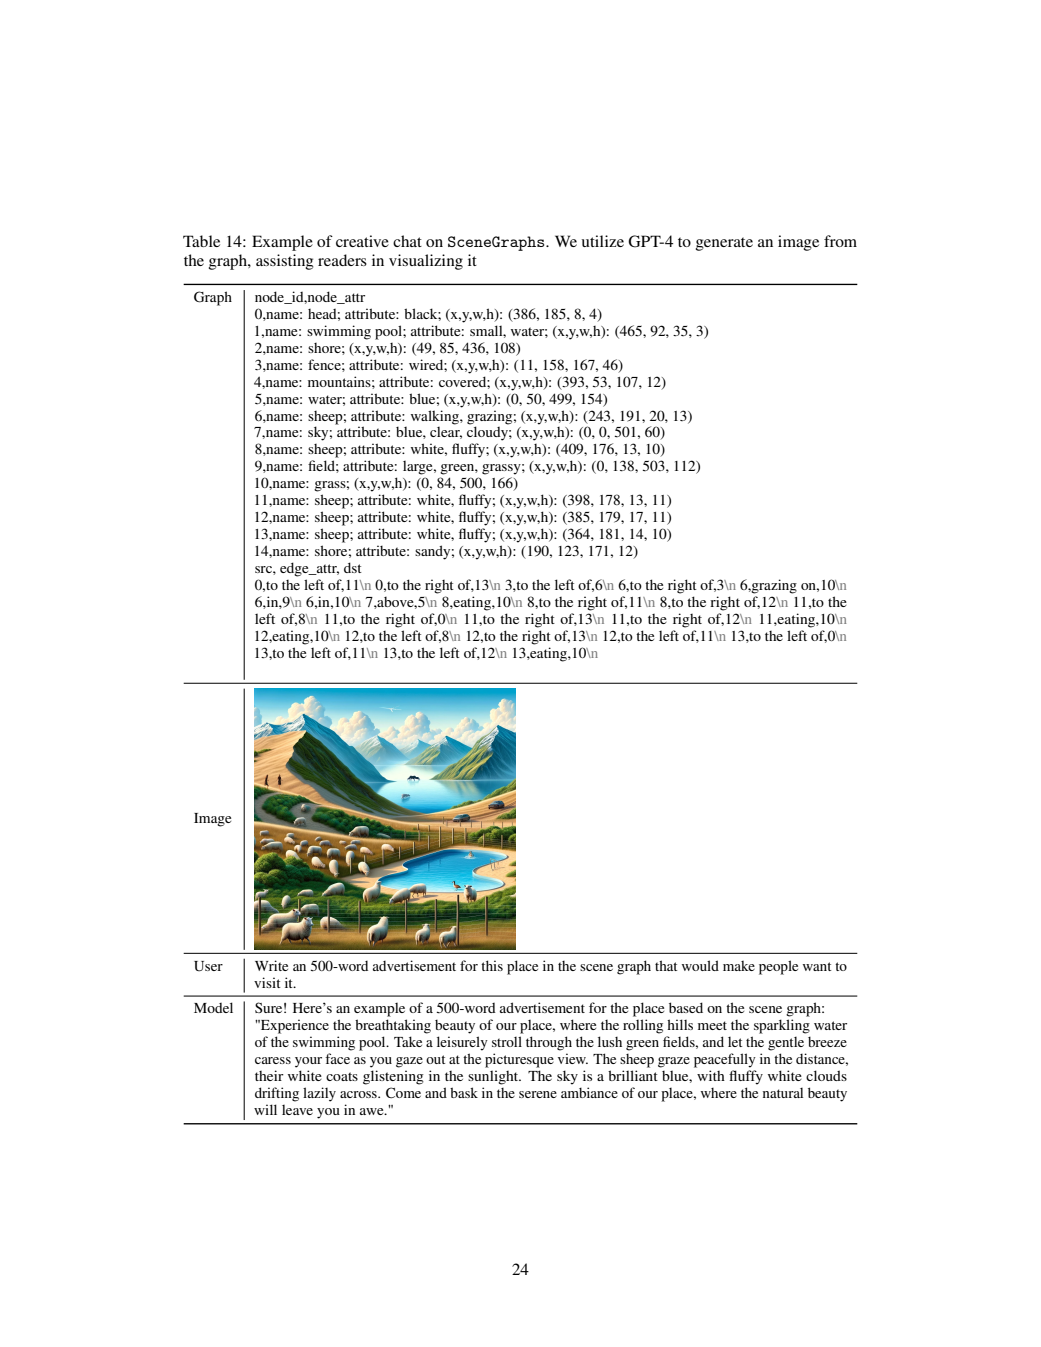 Table 14: Example of creative chat on SceneGraphs. We utilize GPT-4 to generate an image from
the graph, assisting readers in visualizing it
Graph
node_id,node_attr
0,name: head; attribute: black; (x,y,w,h): (386, 185, 8, 4)
1,name: swimming pool; attribute: small, water; (x,y,w,h): (465, 92, 35, 3)
2,name: shore; (x,y,w,h): (49, 85, 436, 108)
3,name: fence; attribute: wired; (x,y,w,h): (11, 158, 167, 46)
4,name: mountains; attribute: covered; (x,y,w,h): (393, 53, 107, 12)
5,name: water; attribute: blue; (x,y,w,h): (0, 50, 499, 154)
6,name: sheep; attribute: walking, grazing; (x,y,w,h): (243, 191, 20, 13)
7,name: sky; attribute: blue, clear, cloudy; (x,y,w,h): (0, 0, 501, 60)
8,name: sheep; attribute: white, fluffy; (x,y,w,h): (409, 176, 13, 10)
9,name: field; attribute: large, green, grassy; (x,y,w,h): (0, 138, 503, 112)
10,name: grass; (x,y,w,h): (0, 84, 500, 166)
11,name: sheep; attribute: white, fluffy; (x,y,w,h): (398, 178, 13, 11)
12,name: sheep; attribute: white, fluffy; (x,y,w,h): (385, 179, 17, 11)
13,name: sheep; attribute: white, fluffy; (x,y,w,h): (364, 181, 14, 10)
14,name: shore; attribute: sandy; (x,y,w,h): (190, 123, 171, 12)
src, edge_attr, dst
0,to the left of,11\n 0,to the right of,13\n 3,to the left of,6\n 6,to the right of,3\n 6,grazing on,10\n
6,in,9\n 6,in,10\n 7,above,5\n 8,eating,10\n 8,to the right of,11\n 8,to the right of,12\n 11,to the
left of,8\n 11,to the right of,0\n 11,to the right of,13\n 11,to the right of,12\n 11,eating,10\n
12,eating,10\n 12,to the left of,8\n 12,to the right of,13\n 12,to the left of,11\n 13,to the left of,0\n
13,to the left of,11\n 13,to the left of,12\n 13,eating,10\n
Image
User
Write an 500-word advertisement for this place in the scene graph that would make people want to
visit it.
Model
Sure! Here's an example of a 500-word advertisement for the place based on the scene graph:
"Experience the breathtaking beauty of our place, where the rolling hills meet the sparkling water
of the swimming pool. Take a leisurely stroll through the lush green fields, and let the gentle breeze
caress your face as you gaze out at the picturesque view. The sheep graze peacefully in the distance,
their white coats glistening in the sunlight. The sky is a brilliant blue, with fluffy white clouds
drifting lazily across. Come and bask in the serene ambiance of our place, where the natural beauty
will leave you in awe."
24